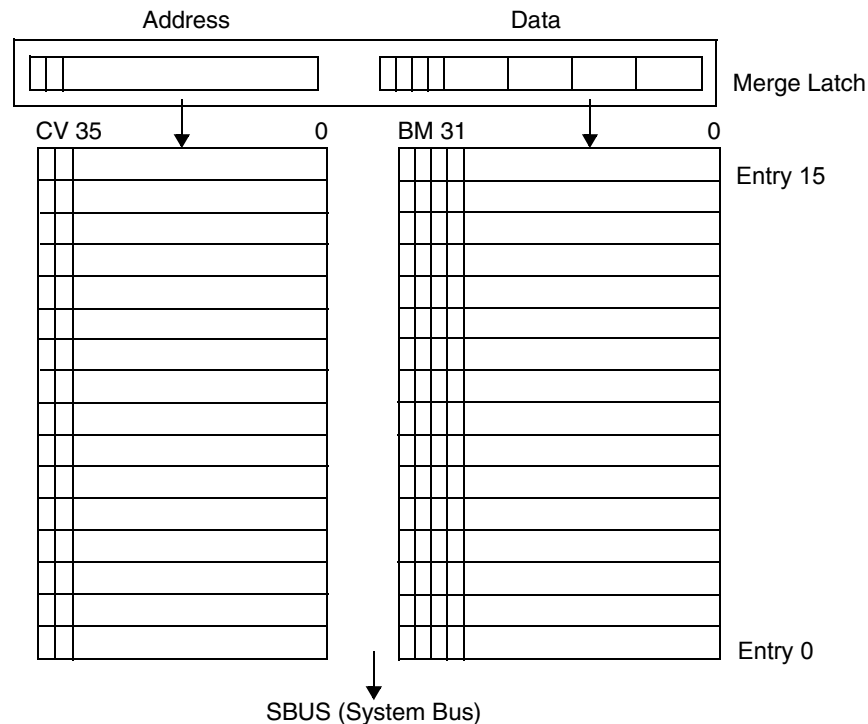 Address Data
Merge Latch
CV 35 0 BM 31 0
Entry 15
Entry 0
SBUS (System Bus)